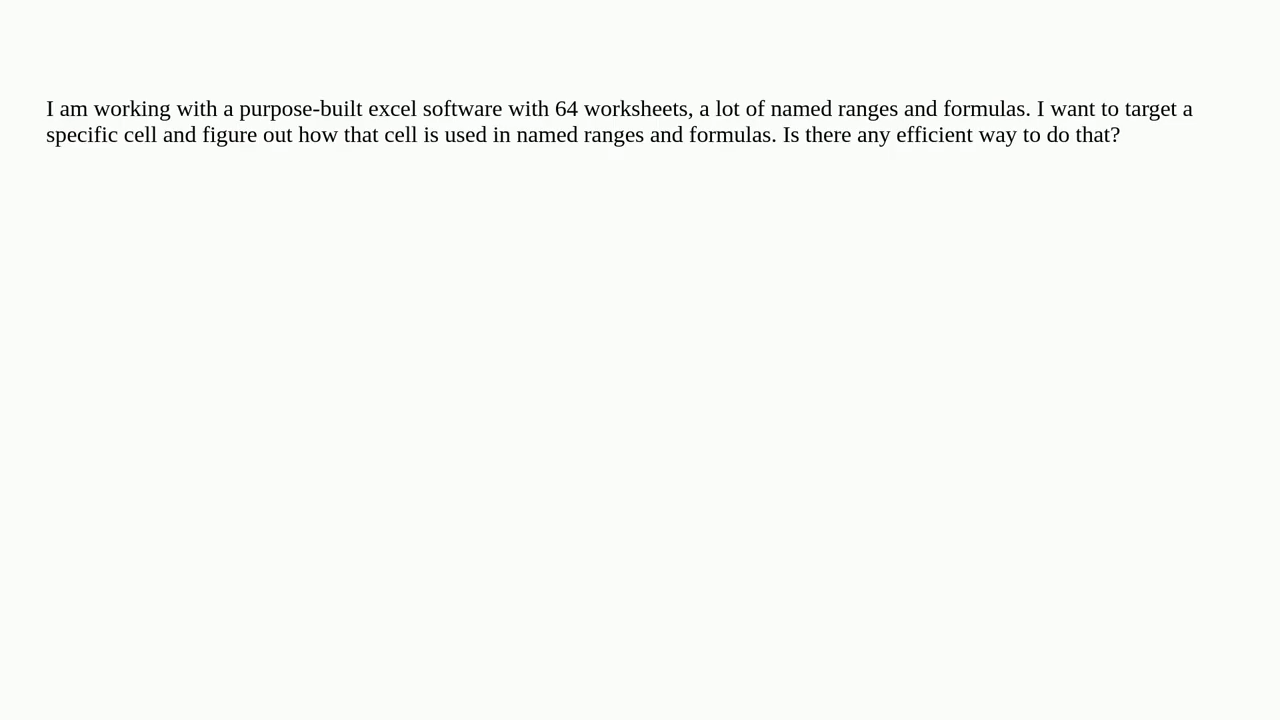 I am working with a purpose-built excel software with 64 worksheets, a lot of named ranges and formulas. I want to target a
specific cell and figure out how that cell is used in named ranges and formulas. Is there any efficient way to do that?